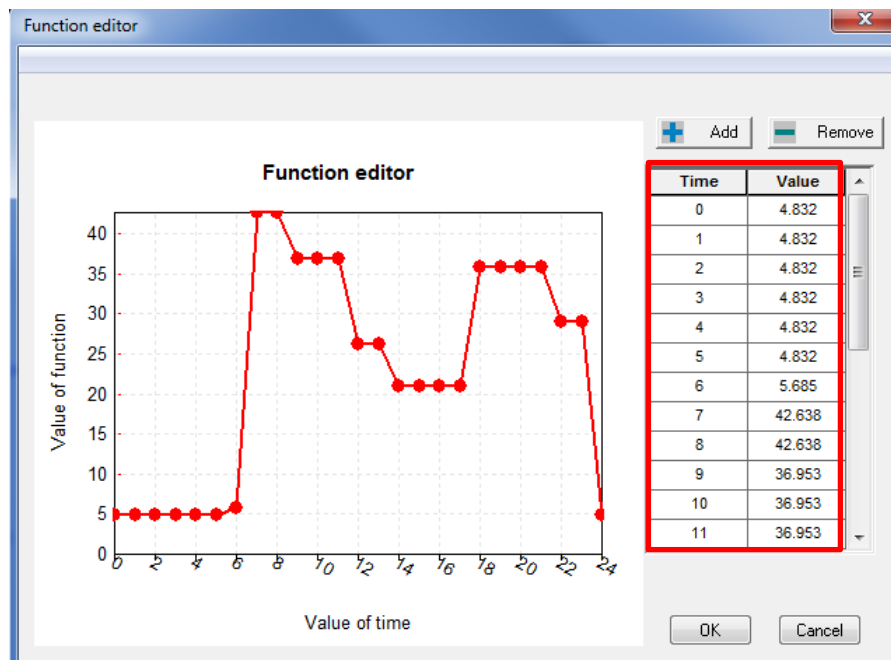 Function editor
X
Add
Remove
Function editor
Value of function
40
35
30
25
20
15
10
5
0
0 2 4 6 8 10 12 14 16 18 20 22 24
Value of time
Time Value
0 4.832
1 4.832
2 4.832
3 4.832
4 4.832
5 4.832
6 5.685
7 42.638
8 42.638
9 36.953
10 36.953
11 36.953
OK
Cancel